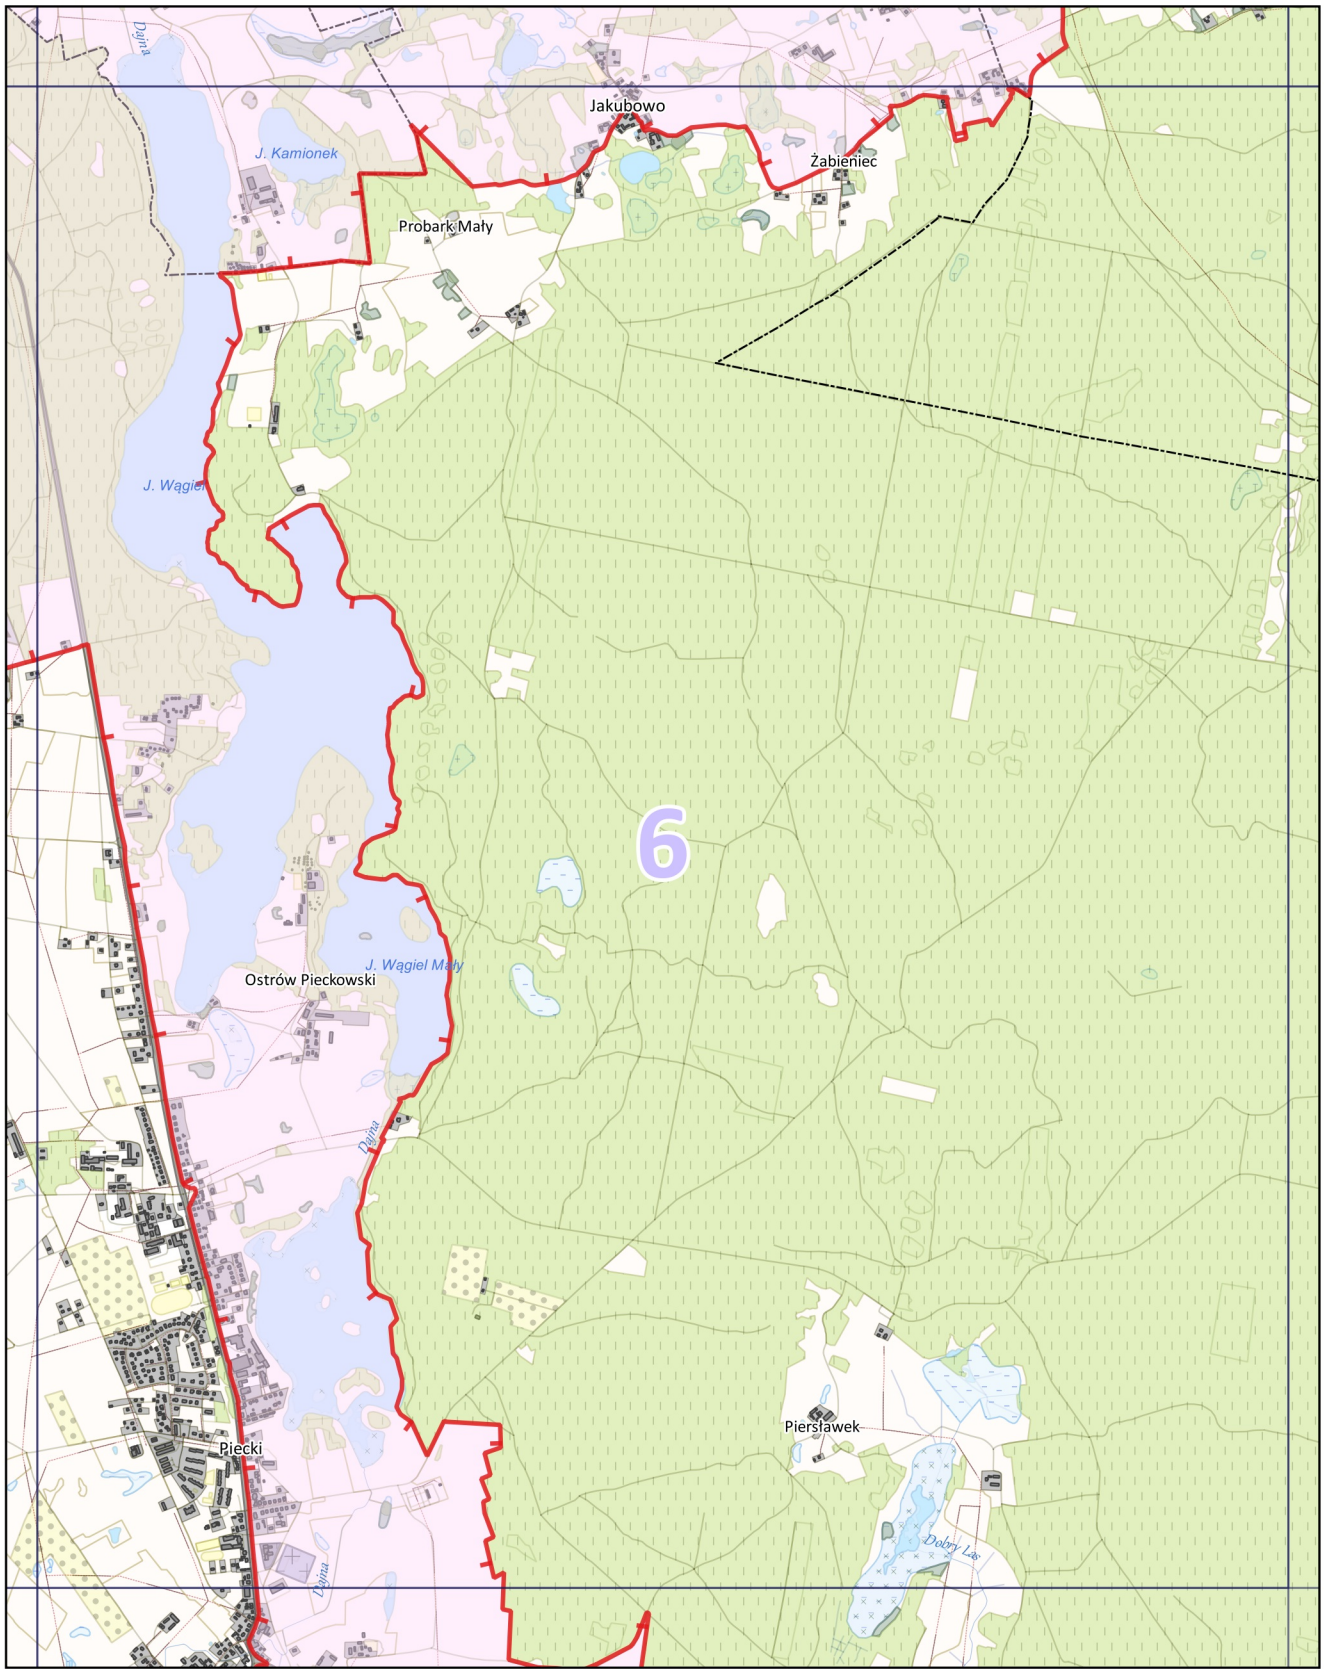 Dajna
Jakubowo
J. Kamionek
Żabieniec
Probark Mały
J. Wągiel
6
J. Wągiel Mały
Ostrów Pieckowski
Dajna
Piersławek
Piecki
Dobry Las
Dajna